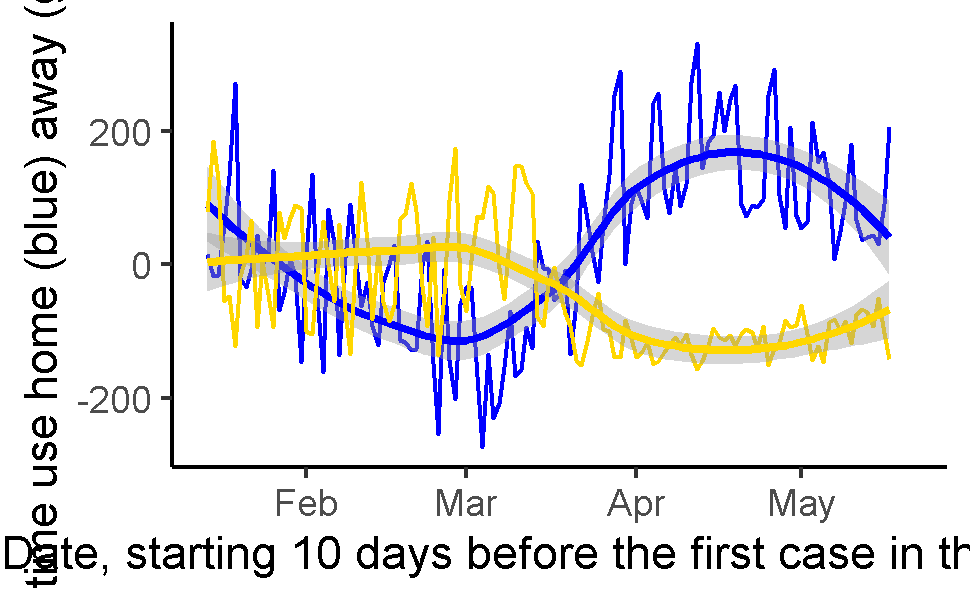 time use home (blue) away (
200
0
-200
Feb Mar Apr May
Date, starting 10 days before the first case in th